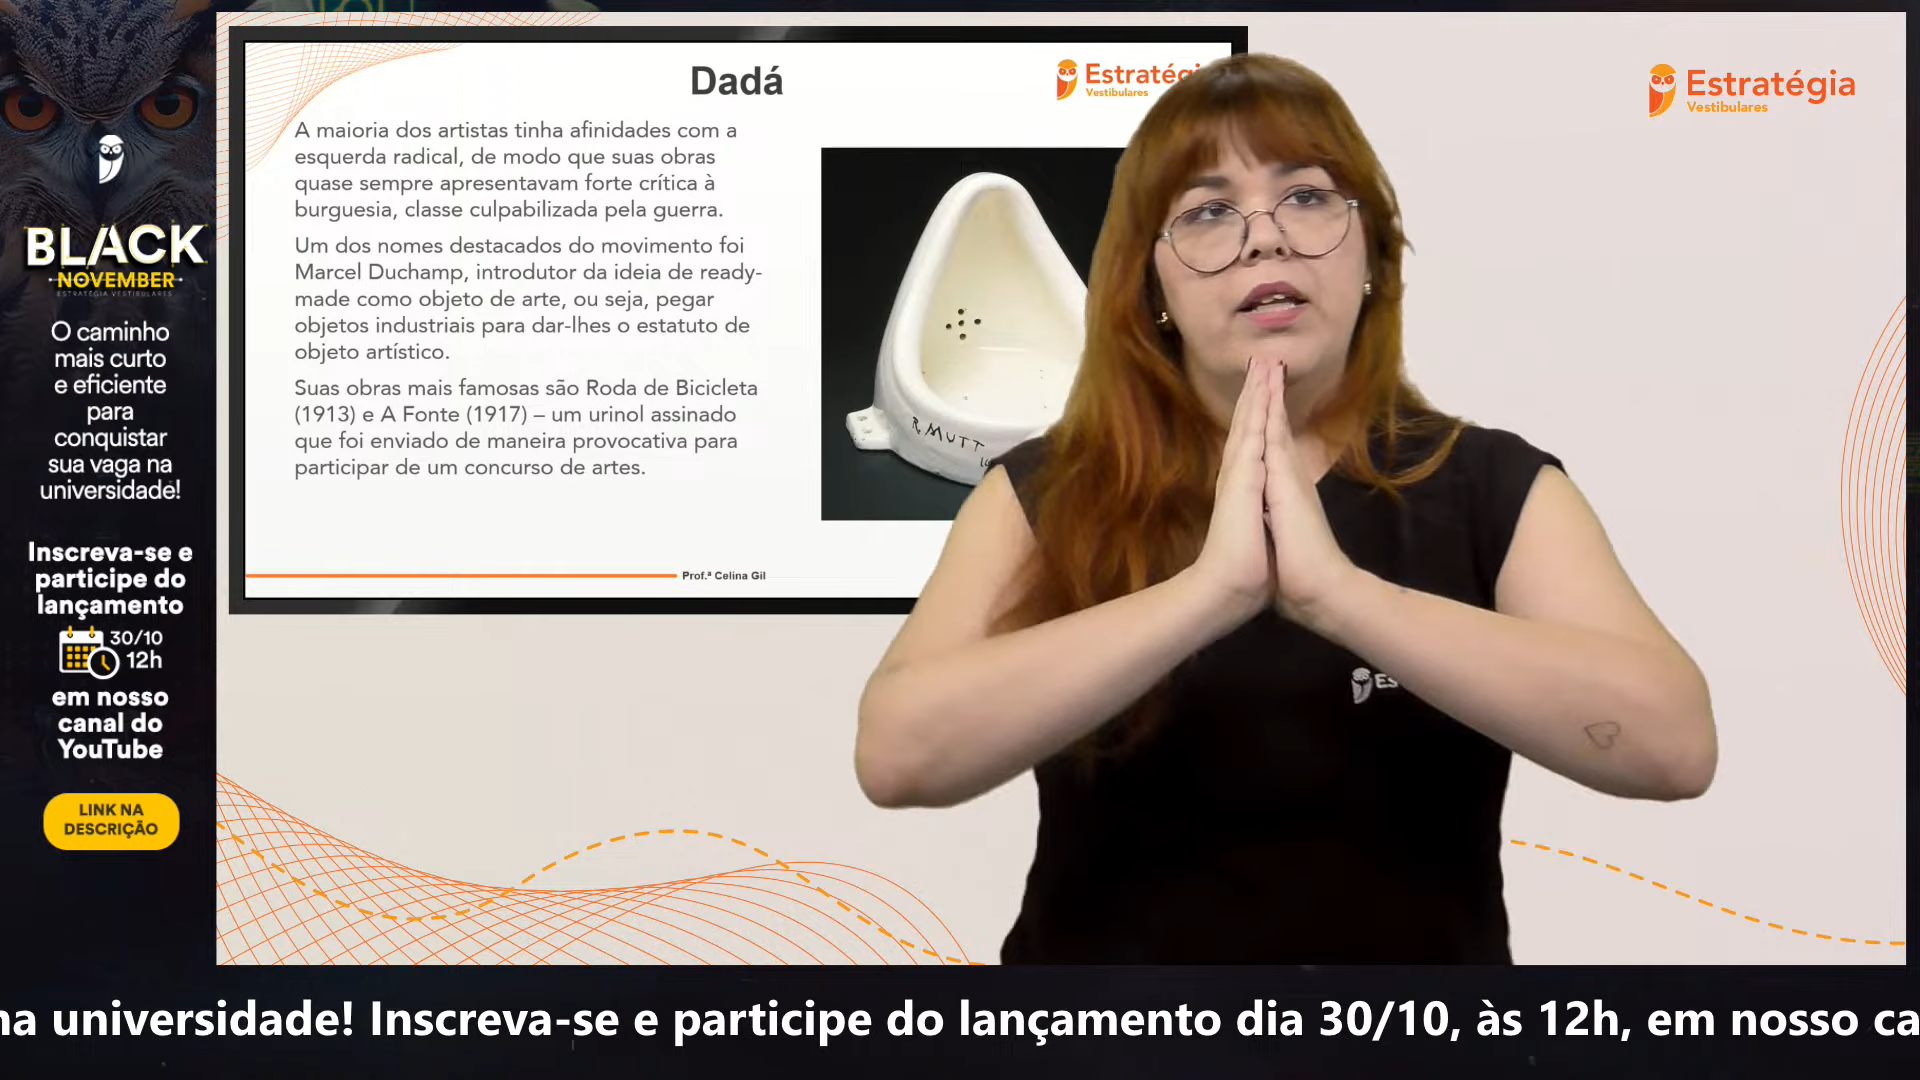 BLACK
NOVEMBER
ESTRATÉGIA VESTIBULARES
O caminho
mais curto
e eficiente
para
conquistar
sua vaga na
universidade!
Inscreva-se e
participe do
lançamento
30/10
12h
em nosso
canal do
YouTube
LINK NA
DESCRIÇÃO
Dadá
Estratégi
Vestibulares
A maioria dos artistas tinha afinidades com a
esquerda radical, de modo que suas obras
quase sempre apresentavam forte crítica à
burguesia, classe culpabilizada pela guerra.
Um dos nomes destacados do movimento foi
Marcel Duchamp, introdutor da ideia de ready-
made como objeto de arte, ou seja, pegar
objetos industriais para dar-lhes o estatuto de
objeto artístico.
Suas obras mais famosas são Roda de Bicicleta
(1913) e A Fonte (1917) – um urinol assinado
que foi enviado de maneira provocativa para
participar de um concurso de artes.
R.MUTT
Prof.ª Celina Gil
Estratégia
Vestibulares
ES
na universidade! Inscreva-se e participe do lançamento dia 30/10, às 12h, em nosso ca